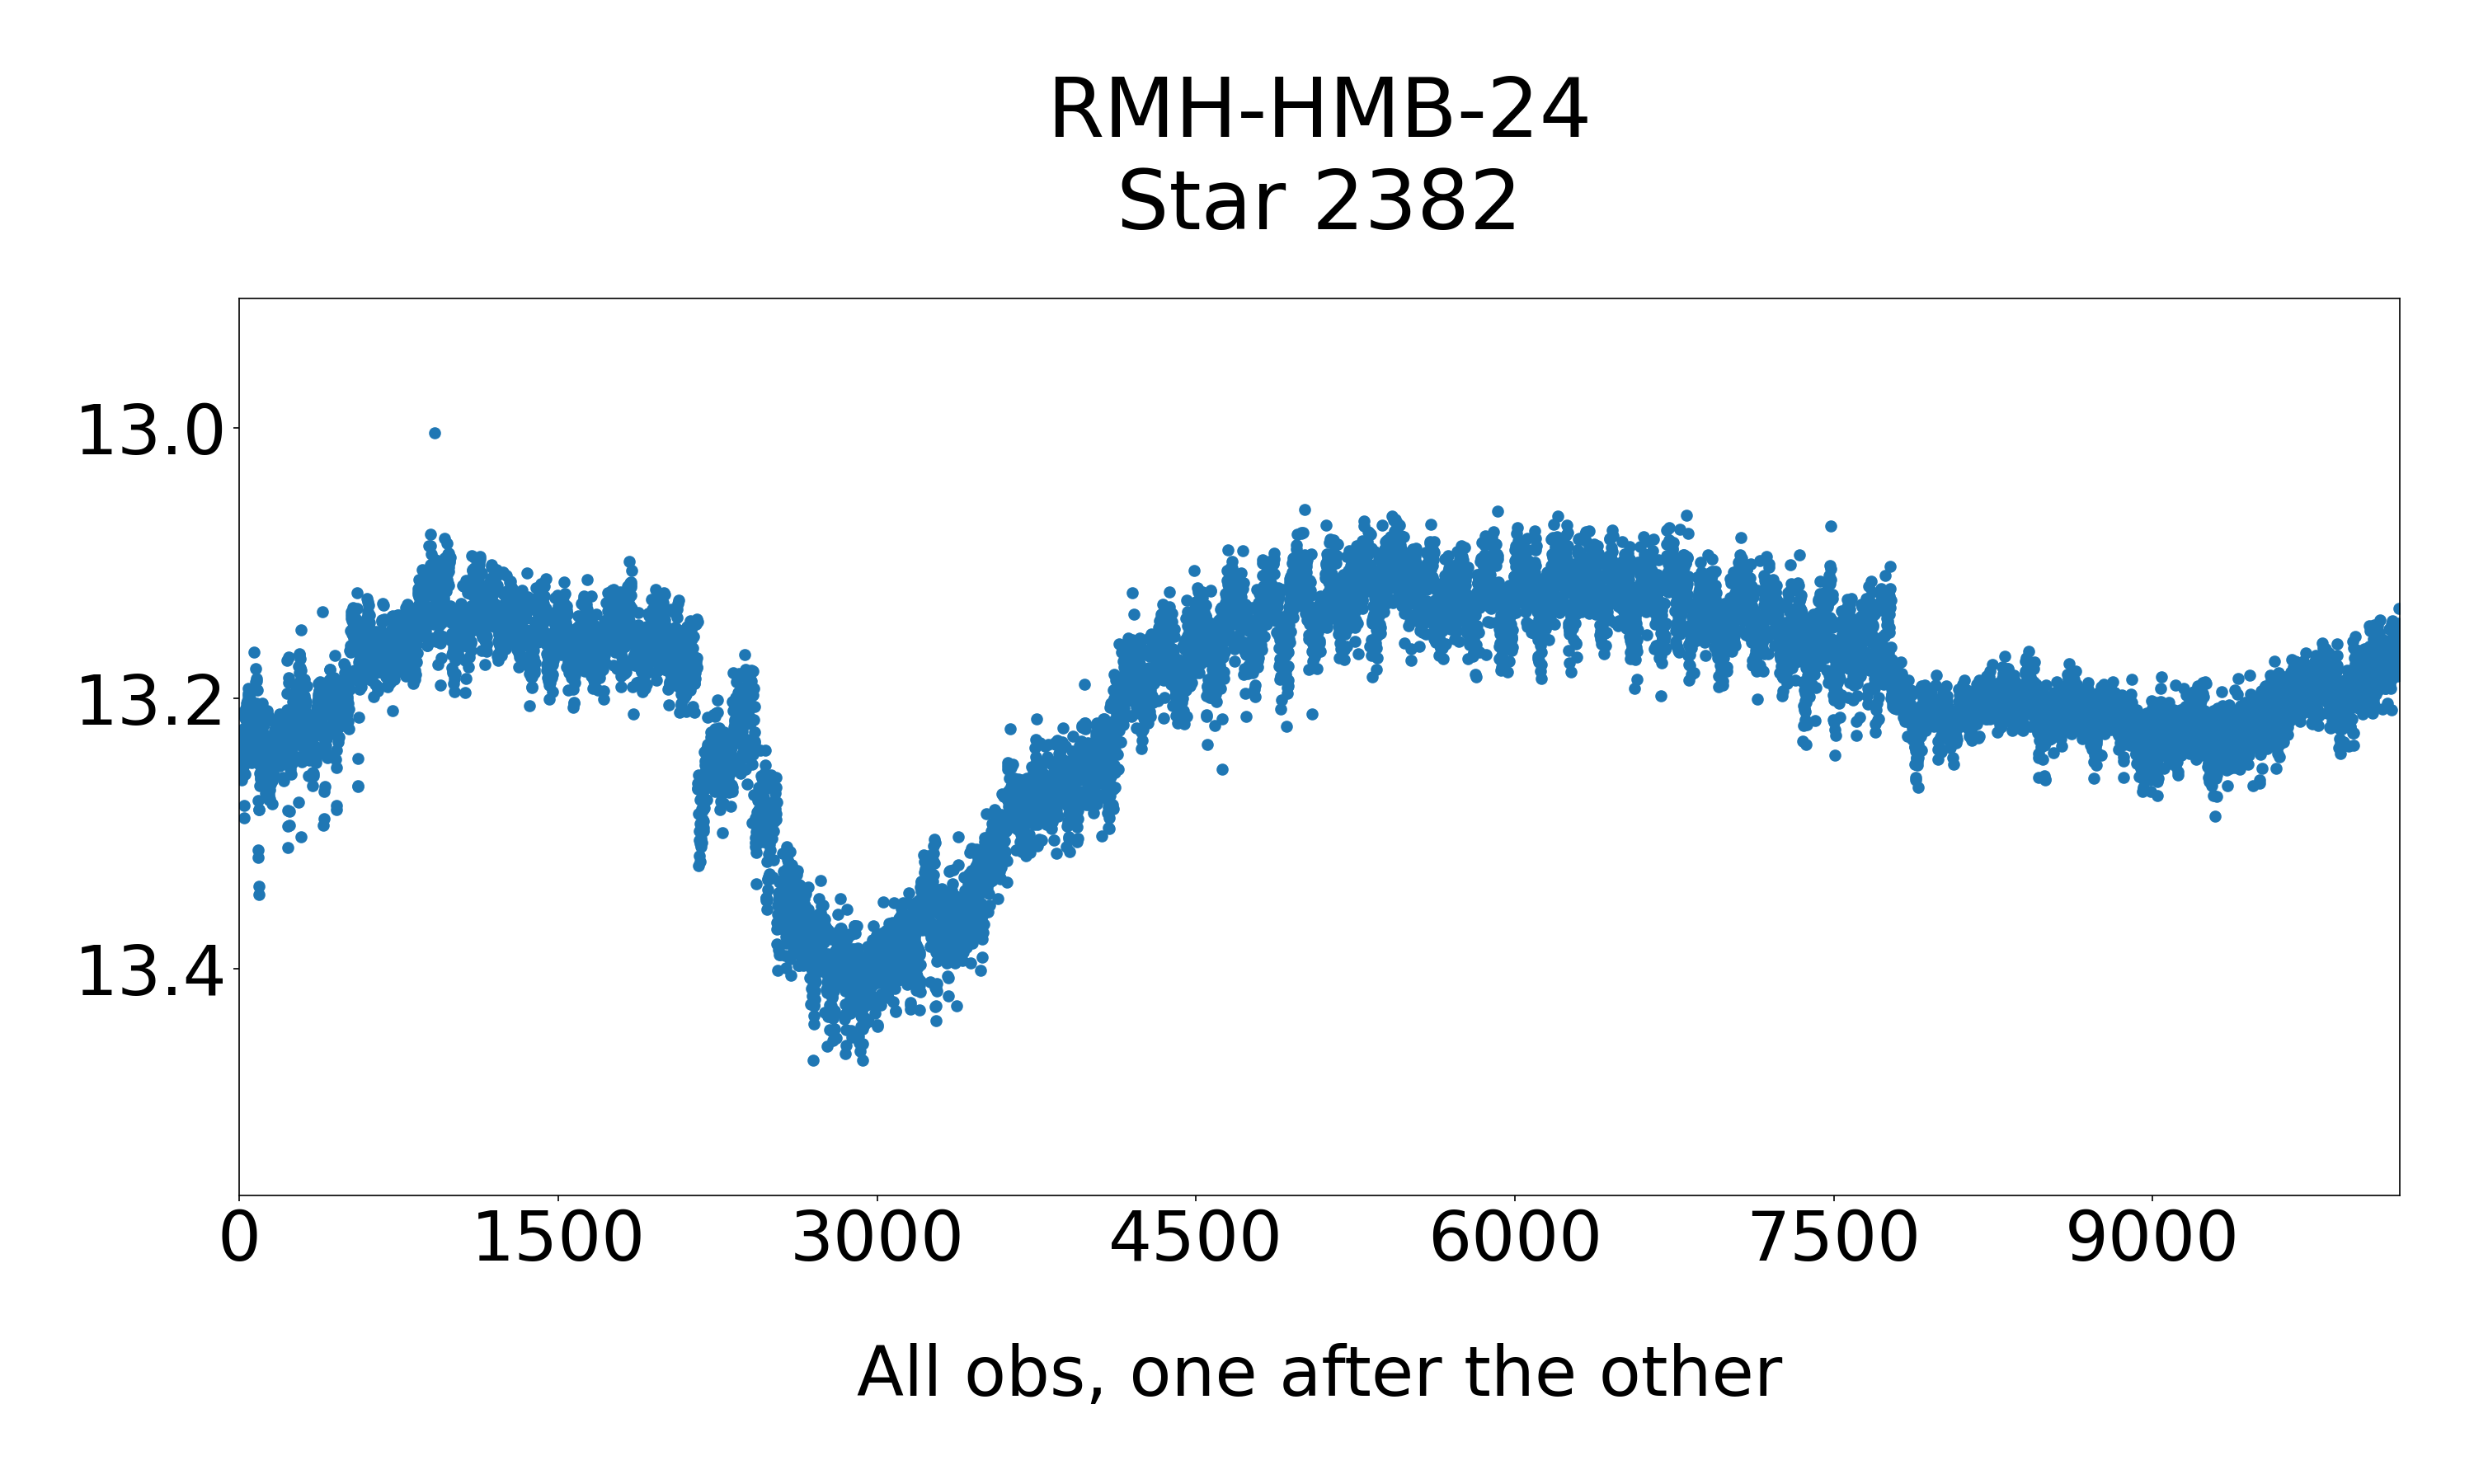 RMH-HMB-24
Star 2382
13.0
13.2
13.4
0 1500 3000 4500 6000 7500 9000
All obs, one after the other